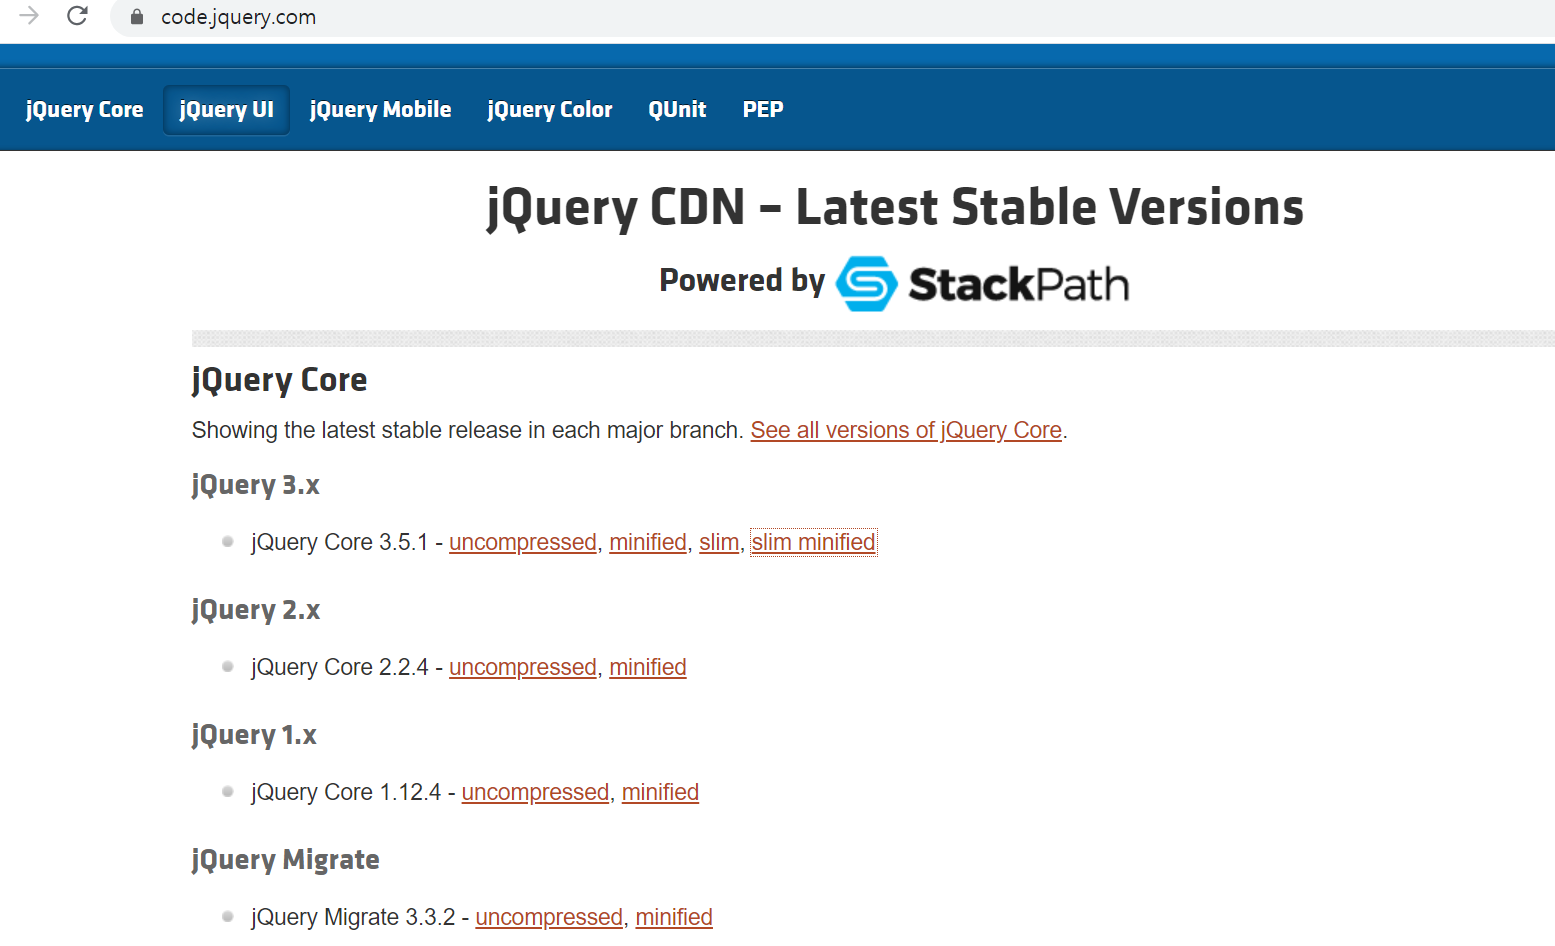 code.jquery.com
jQuery Core jQuery UI jQuery Mobile jQuery Color QUnit PEP
jQuery CDN – Latest Stable Versions
Powered by StackPath
jQuery Core
Showing the latest stable release in each major branch. See all versions of jQuery Core.
jQuery 3.x
jQuery Core 3.5.1 - uncompressed, minified, slim, slim minified
jQuery 2.x
jQuery Core 2.2.4 - uncompressed, minified
jQuery 1.x
jQuery Core 1.12.4 - uncompressed, minified
jQuery Migrate
jQuery Migrate 3.3.2 - uncompressed, minified